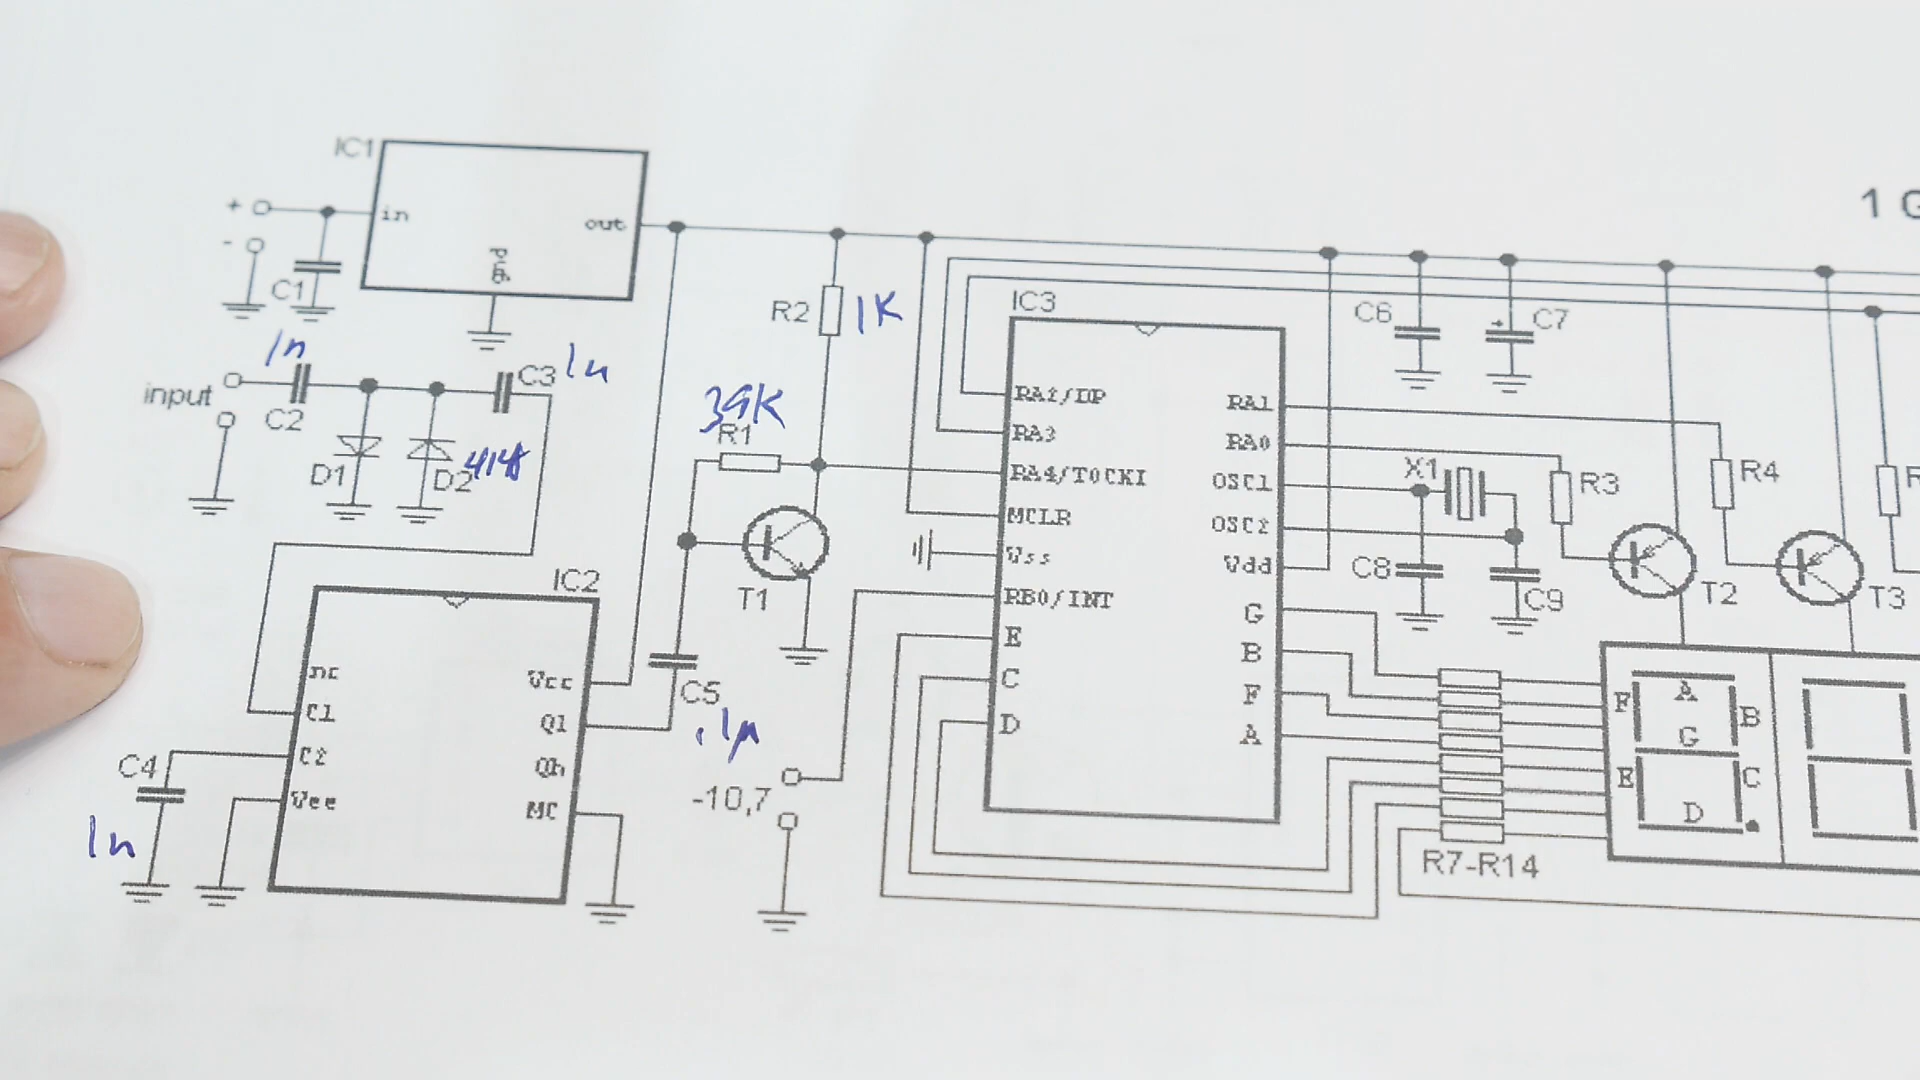 1 G
IC1
+
in
out
gnd
-
C1
1n
input
C2
C3
1n
D1
D2
R2
1K
39K
R1
T1
IC2
nc
C1
C2
Vee
Vcc
Q1
Qh
MC
C4
1n
C5
.1µ
-10,7
IC3
RA2/DP
RA3
RA4/T0CKI
MCLR
Vss
RB0/INT
E
C
D
RA1
RA0
OSC1
OSC2
Vdd
G
B
F
A
C6
+
C7
X1
C8
C9
R3
R4
R
T2
T3
R7-R14
A
F
B
G
E
C
D